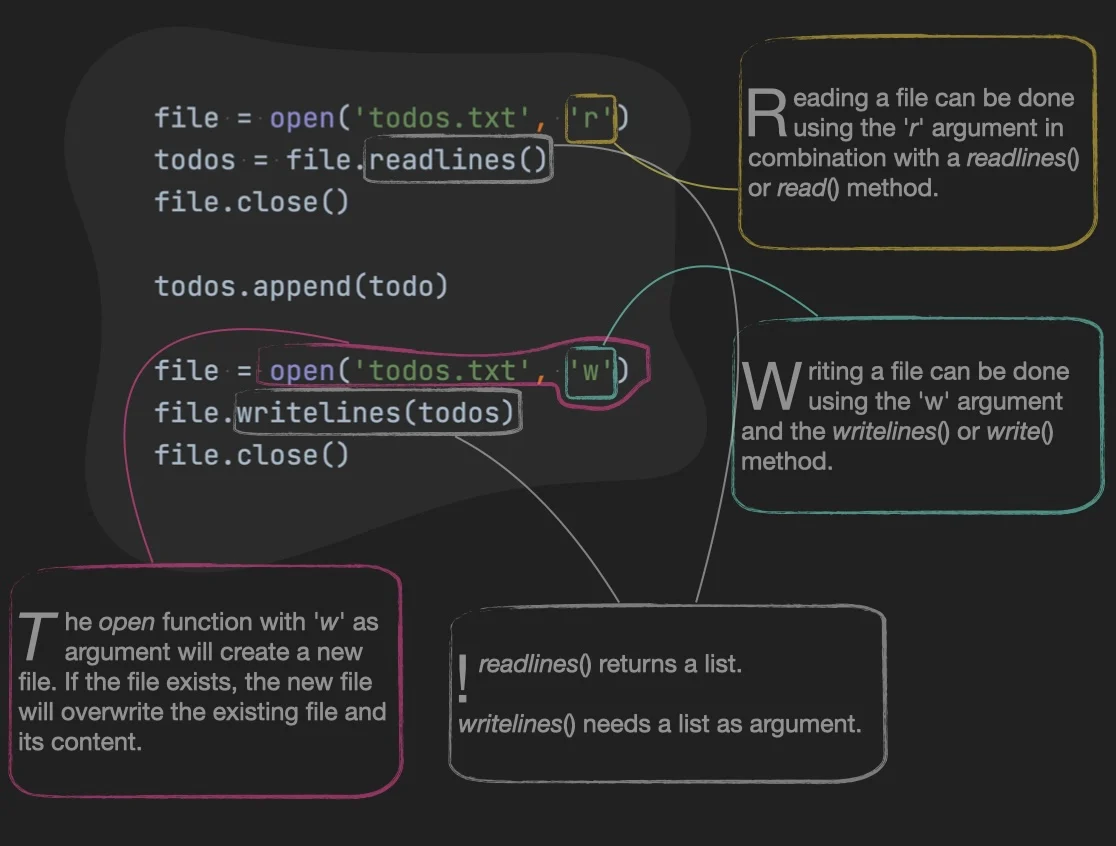 file = open('todos.txt', 'r')
todos = file.readlines()
file.close()
todos.append(todo)
file = open('todos.txt', 'w')
file.writelines(todos)
file.close()
Reading a file can be done
using the 'r' argument in
combination with a readlines()
or read() method.
Writing a file can be done
using the 'w' argument
and the writelines() or write()
method.
The open function with 'w' as
argument will create a new
file. If the file exists, the new file
will overwrite the existing file and
its content.
! readlines() returns a list.
writelines() needs a list as argument.